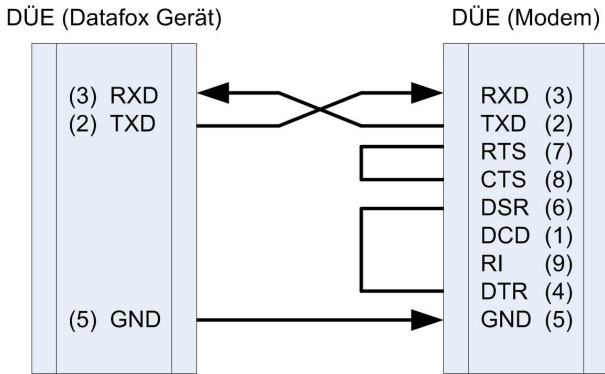 DÜE (Datafox Gerät)
(3) RXD
(2) TXD
(5) GND
DÜE (Modem)
RXD (3)
TXD (2)
RTS (7)
CTS (8)
DSR (6)
DCD (1)
RI (9)
DTR (4)
GND (5)